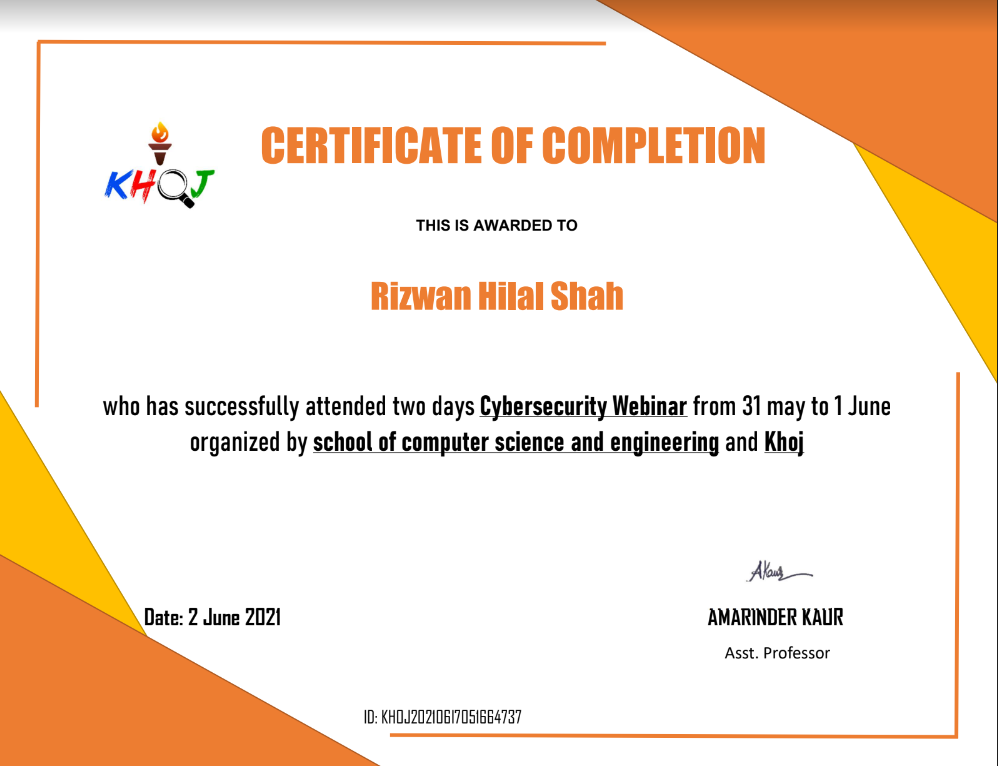 KHOJ
CERTIFICATE OF COMPLETION
THIS IS AWARDED TO
Rizwan Hilal Shah
who has successfully attended two days Cybersecurity Webinar from 31 may to 1 June
organized by school of computer science and engineering and Khoj
AKaur
Date: 2 June 2021
AMARINDER KAUR
Asst. Professor
ID: KHOJ20210617051664737